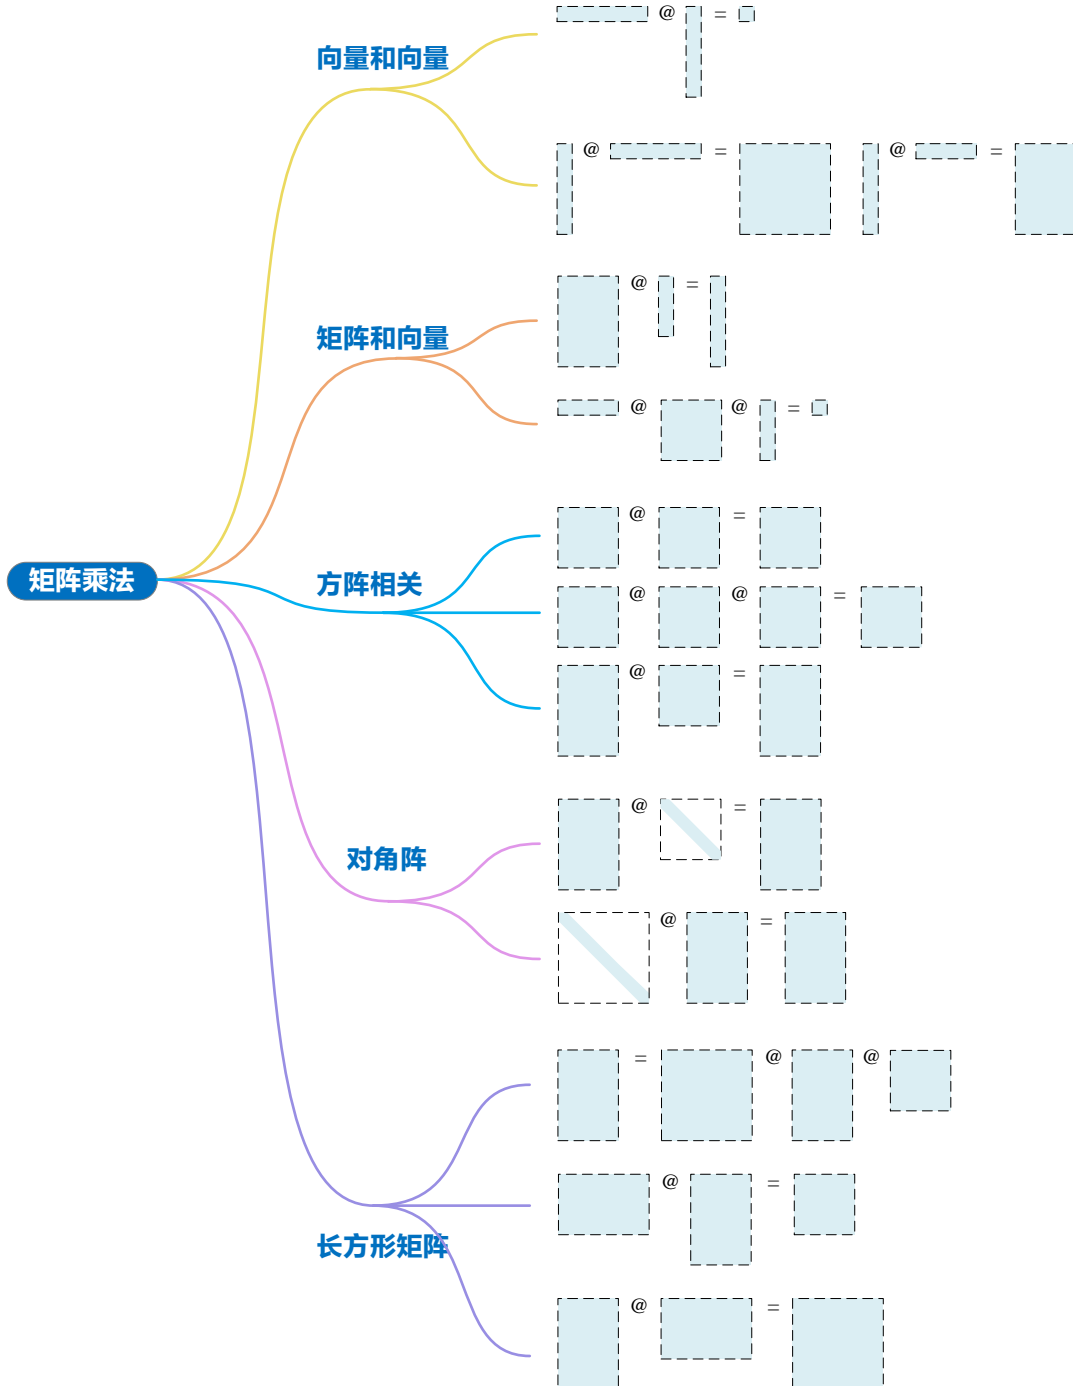 @ =
向量和向量
@ = @ =
@ =
矩阵和向量
@ @ =
@ =
矩阵乘法
方阵相关
@ @ =
@ =
@ =
对角阵
@ =
= @ @
@ =
长方形矩阵
@ =